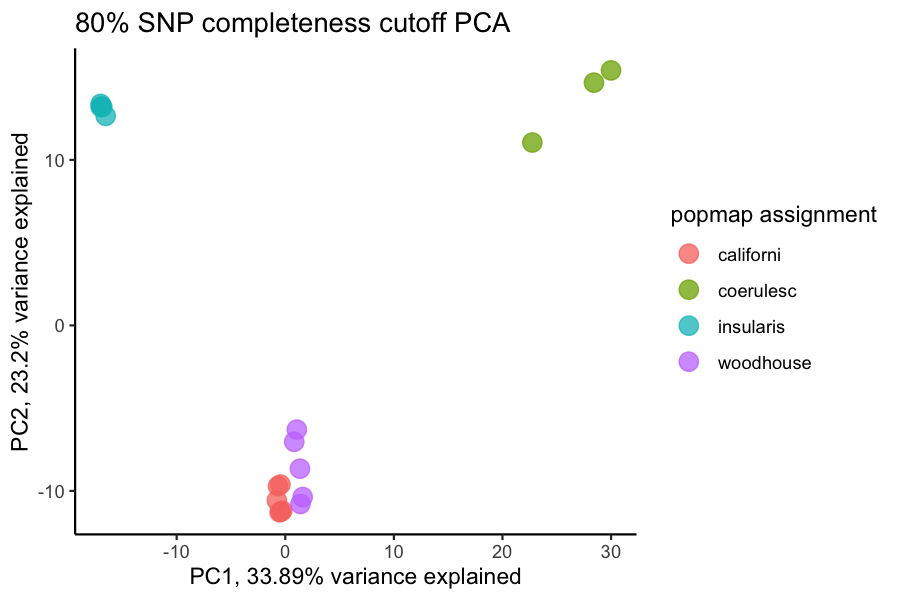 80% SNP completeness cutoff PCA
PC2, 23.2% variance explained
10
0
-10
-10
0
10
20
30
PC1, 33.89% variance explained
popmap assignment
californi
coerulesc
insularis
woodhouse